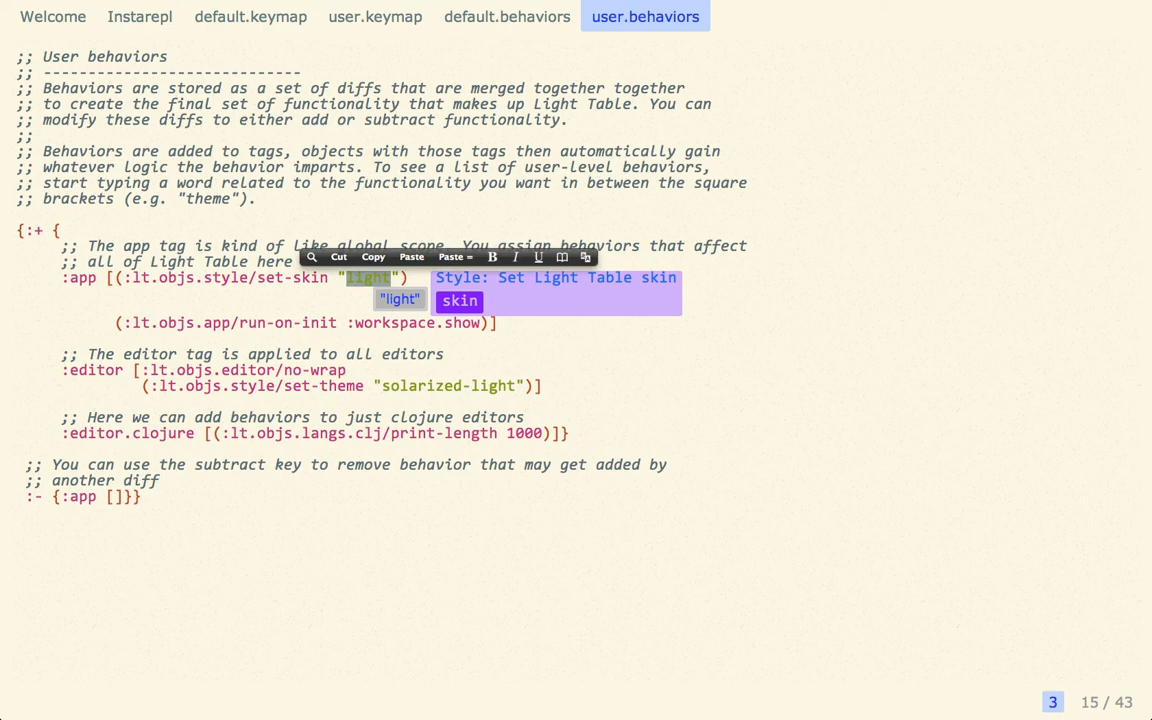 Welcome Instarepl default.keymap user.keymap default.behaviors user.behaviors
;; User behaviors
;; -----------------------------
;; Behaviors are stored as a set of diffs that are merged together together
;; to create the final set of functionality that makes up Light Table. You can
;; modify these diffs to either add or subtract functionality.
;;
;; Behaviors are added to tags, objects with those tags then automatically gain
;; whatever logic the behavior imparts. To see a list of user-level behaviors,
;; start typing a word related to the functionality you want in between the square
;; brackets (e.g. "theme").
{:+ {
;; The app tag is kind of like global scope. You assign behaviors that affect
;; all of Light Table here
Cut Copy Paste Paste = B I U
:app [(:lt.objs.style/set-skin "light") Style: Set Light Table skin
"light" skin
(:lt.objs.app/run-on-init :workspace.show)]
;; The editor tag is applied to all editors
:editor [:lt.objs.editor/no-wrap
(:lt.objs.style/set-theme "solarized-light")]
;; Here we can add behaviors to just clojure editors
:editor.clojure [(:lt.objs.langs.clj/print-length 1000)]}
;; You can use the subtract key to remove behavior that may get added by
;; another diff
:- {:app []}}
3 15 / 43